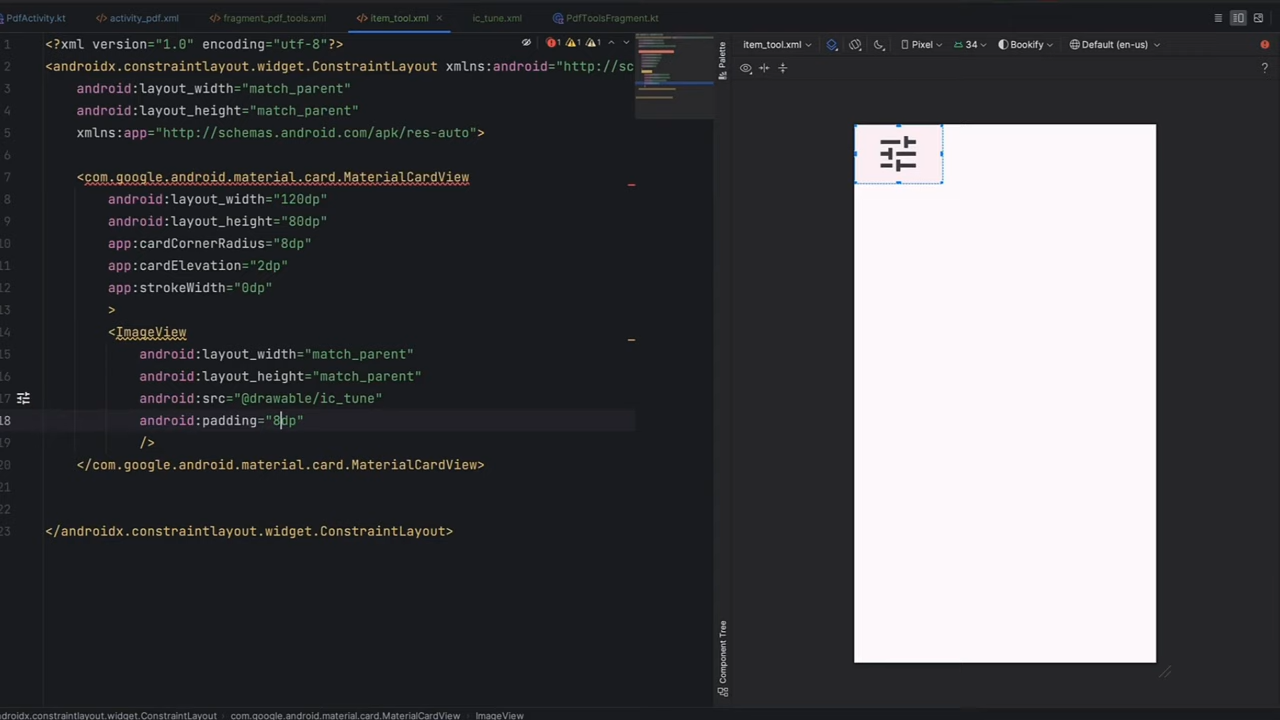 PdfActivity.kt
activity_pdf.xml
fragment_pdf_tools.xml
item_tool.xml
ic_tune.xml
PdfToolsFragment.kt
1 <?xml version="1.0" encoding="utf-8"?>
1 1 1
2 <androidx.constraintlayout.widget.ConstraintLayout xmlns:android="http://sc
3 android:layout_width="match_parent"
4 android:layout_height="match_parent"
5 xmlns:app="http://schemas.android.com/apk/res-auto">
6
7 <com.google.android.material.card.MaterialCardView
8 android:layout_width="120dp"
9 android:layout_height="80dp"
10 app:cardCornerRadius="8dp"
11 app:cardElevation="2dp"
12 app:strokeWidth="0dp"
13 >
14 <ImageView
15 android:layout_width="match_parent"
16 android:layout_height="match_parent"
17 android:src="@drawable/ic_tune"
18 android:padding="8dp"
19 />
20 </com.google.android.material.card.MaterialCardView>
21
22
23 </androidx.constraintlayout.widget.ConstraintLayout>
androidx.constraintlayout.widget.ConstraintLayout
com.google.android.material.card.MaterialCardView
ImageView
Palette
Component Tree
item_tool.xml
Pixel
34
Bookify
Default (en-us)
?